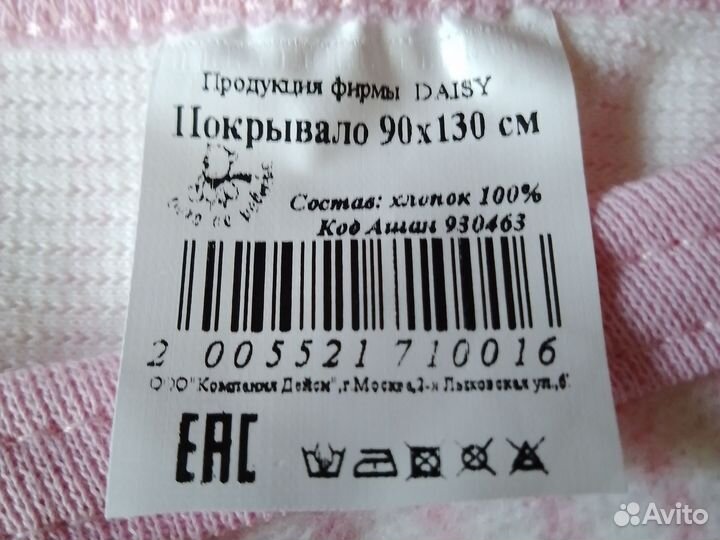 Продукция фирмы DAISY
Покрывало 90х130 см
Состав: хлопок 100%
Код Ашан 930463
2 005521 710016
ООО "Компания Дейси", г.Москва,2-я Лыковская ул.,6
EAC
Avito